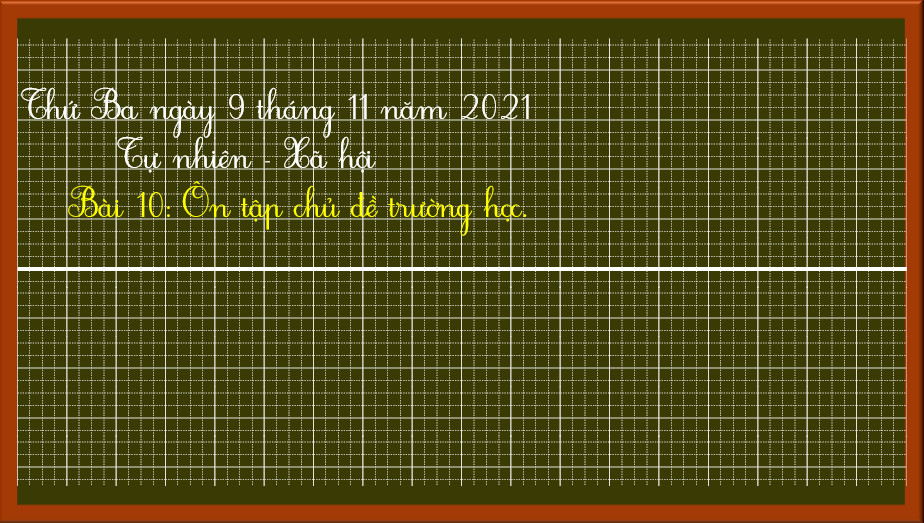 Thứ Ba ngày 9 tháng 11 năm 2021
Tự nhiên - Xã hội
Bài 10: Ôn tập chủ đề trường học.